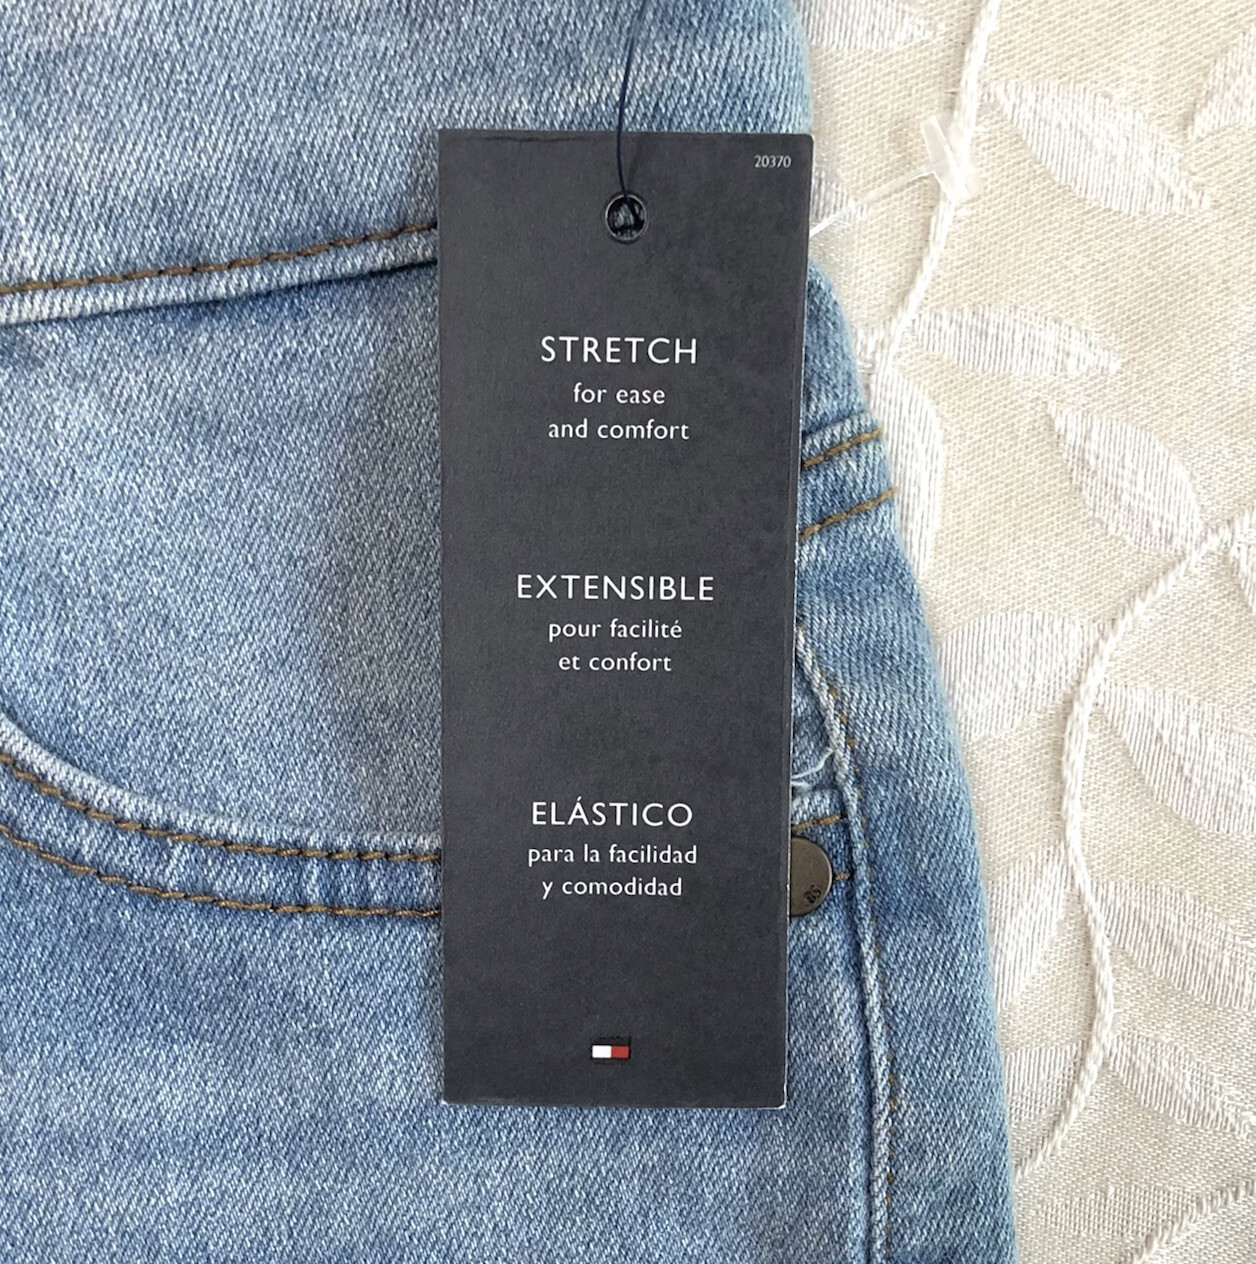 20370
STRETCH
for ease
and comfort
EXTENSIBLE
pour facilité
et confort
ELÁSTICO
para la facilidad
y comodidad